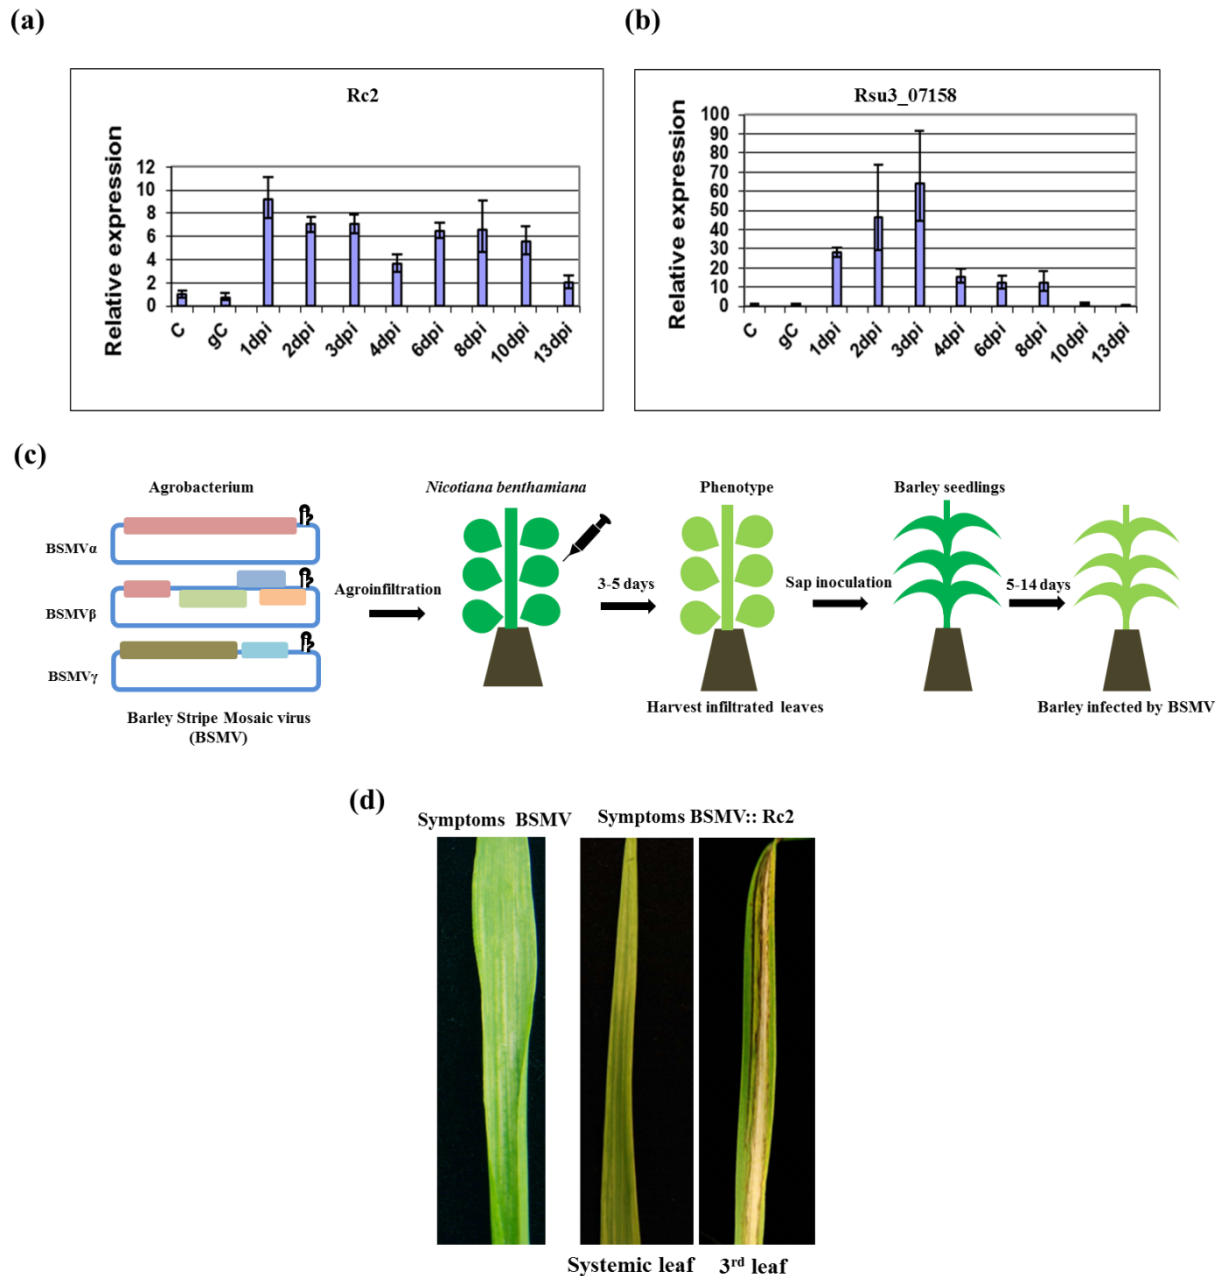 (a)
Rc2
Relative expression
12
10
8
6
4
2
0
C
gC
1dpi
2dpi
3dpi
4dpi
6dpi
8dpi
10dpi
13dpi
(b)
Rsu3_07158
Relative expression
100
90
80
70
60
50
40
30
20
10
0
C
gC
1dpi
2dpi
3dpi
4dpi
6dpi
8dpi
10dpi
13dpi
(c)
Agrobacterium
BSMVα
BSMVβ
BSMVγ
Barley Stripe Mosaic virus
(BSMV)
Agroinfiltration
Nicotiana benthamiana
3-5 days
Phenotype
Harvest infiltrated leaves
Sap inoculation
Barley seedlings
5-14 days
Barley infected by BSMV
(d)
Symptoms BSMV
Symptoms BSMV:: Rc2
Systemic leaf
3rd leaf